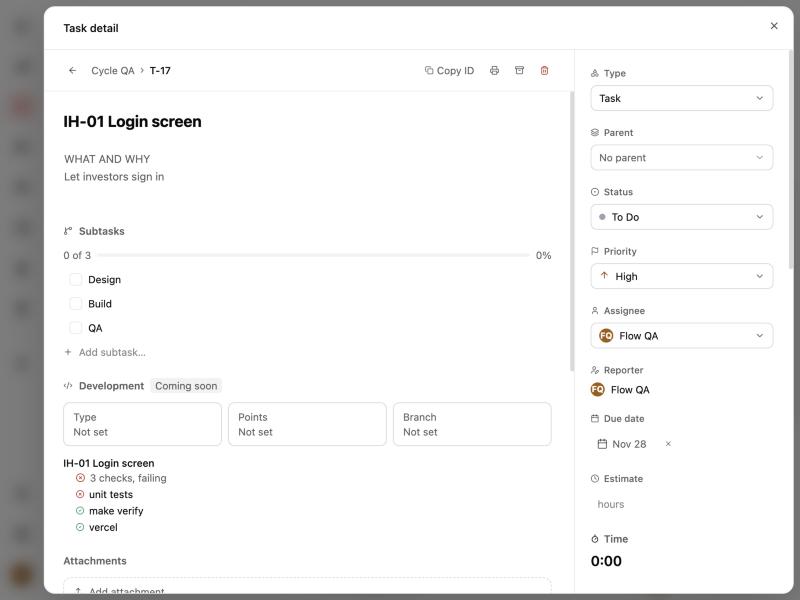 Task detail
Cycle QA › T-17
Copy ID
IH-01 Login screen
WHAT AND WHY
Let investors sign in
Subtasks
0 of 3
0%
Design
Build
QA
+ Add subtask...
Development
Coming soon
Type
Not set
Points
Not set
Branch
Not set
IH-01 Login screen
3 checks, failing
unit tests
make verify
vercel
Attachments
Add attachment
Type
Task
Parent
No parent
Status
To Do
Priority
High
Assignee
FQ Flow QA
Reporter
FQ Flow QA
Due date
Nov 28
Estimate
hours
Time
0:00